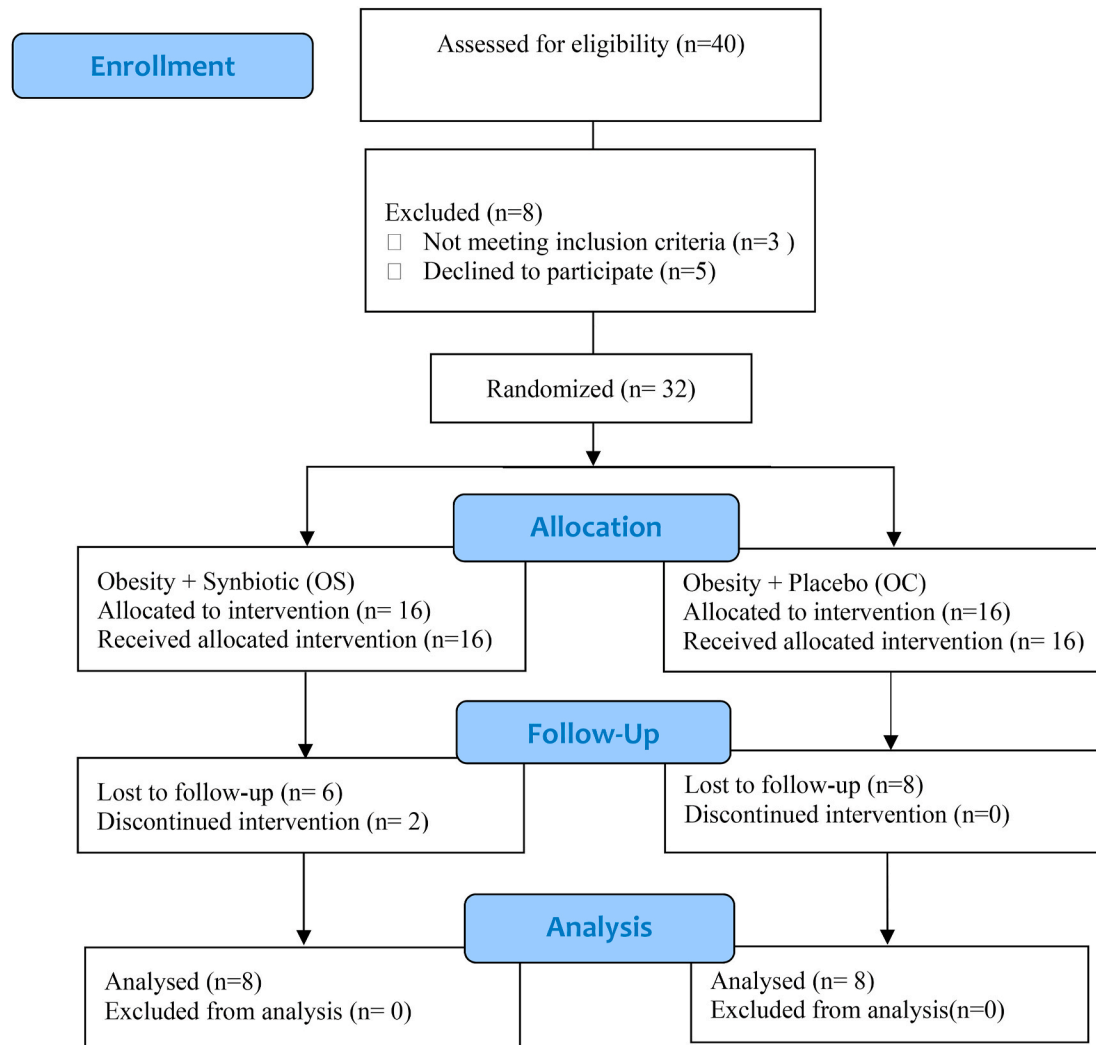 Enrollment
Assessed for eligibility (n=40)
Excluded (n=8)
□ Not meeting inclusion criteria (n=3 )
□ Declined to participate (n=5)
Randomized (n= 32)
Allocation
Obesity + Synbiotic (OS)
Allocated to intervention (n= 16)
Received allocated intervention (n=16)
Obesity + Placebo (OC)
Allocated to intervention (n=16)
Received allocated intervention (n= 16)
Follow-Up
Lost to follow-up (n= 6)
Discontinued intervention (n= 2)
Lost to follow-up (n=8)
Discontinued intervention (n=0)
Analysis
Analysed (n=8)
Excluded from analysis (n= 0)
Analysed (n= 8)
Excluded from analysis(n=0)